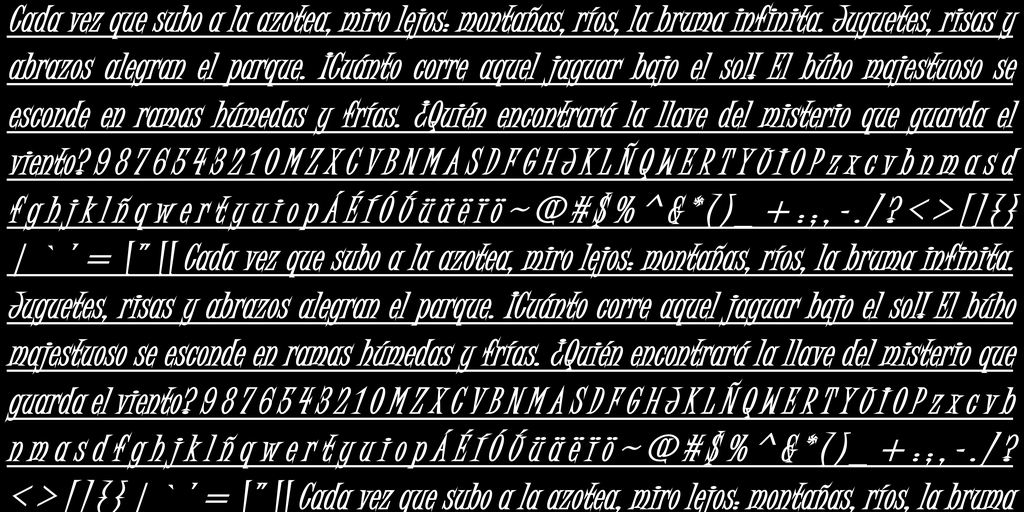 Cada vez que subo a la azotea, miro lejos: montañas, ríos, la bruma infinita. Juguetes, risas y
abrazos alegran el parque. ¡Cuánto corre aquel jaguar bajo el sol! El búho majestuoso se
esconde en ramas húmedas y frías. ¿Quién encontrará la llave del misterio que guarda el
viento? 9 8 7 6 5 4 3 2 1 0 M Z X C V B N M A S D F G H J K L Ñ Q W E R T Y U I O P z x c v b n m a s d
f g h j k l ñ q w e r t y u i o p Á É Í Ó Ú ü ä ë ï ö ~ @ # $ % ^ & * ( ) _ + : ; , - . / ? < > [ ] { }
| ` ' = [ " [[ Cada vez que subo a la azotea, miro lejos: montañas, ríos, la bruma infinita.
Juguetes, risas y abrazos alegran el parque. ¡Cuánto corre aquel jaguar bajo el sol! El búho
majestuoso se esconde en ramas húmedas y frías. ¿Quién encontrará la llave del misterio que
guarda el viento? 9 8 7 6 5 4 3 2 1 0 M Z X C V B N M A S D F G H J K L Ñ Q W E R T Y U I O P z x c v b
n m a s d f g h j k l ñ q w e r t y u i o p Á É Í Ó Ú ü ä ë ï ö ~ @ # $ % ^ & * ( ) _ + : ; , - . / ?
< > [ ] { } | ` ' = [ " [[ Cada vez que subo a la azotea, miro lejos: montañas, ríos, la bruma